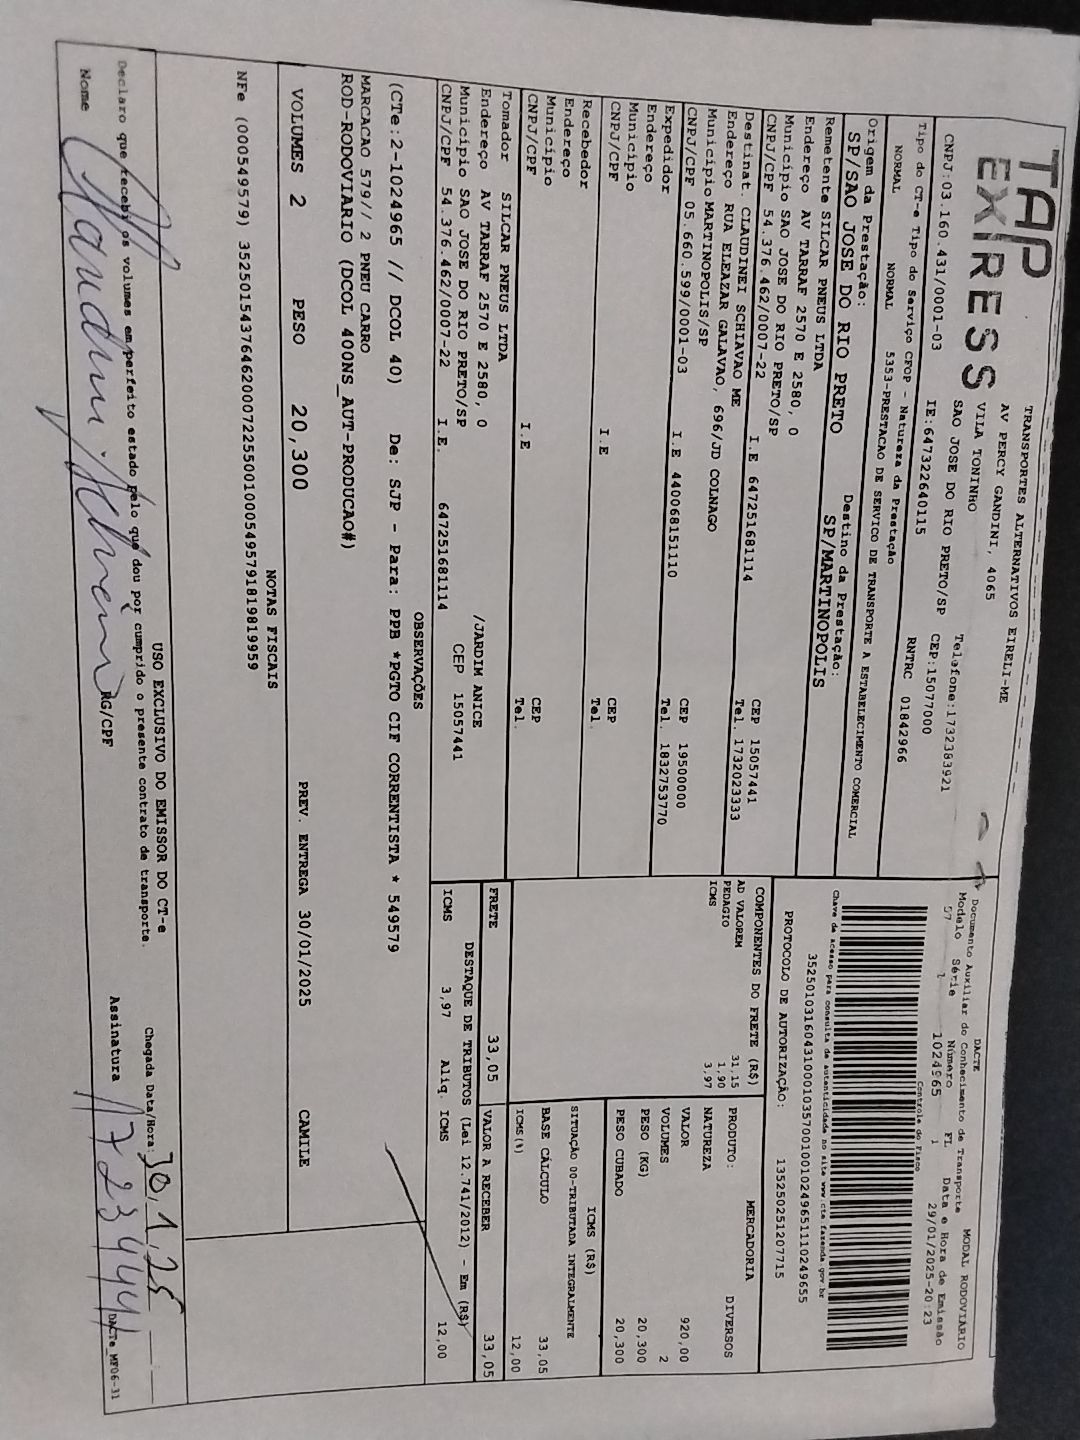 TAP EXPRESS
TRANSPORTES ALTERNATIVOS EIRELI-ME
AV PERCY GANDINI, 4065
VILA TONINHO
SAO JOSE DO RIO PRETO/SP
Telefone:1732383921
CEP:15077000
CNPJ:03.160.431/0001-03
IE:647322640115
RNTRC 01842966
Tipo do CT-e Tipo do Serviço CFOP - Natureza da Prestação
NORMAL NORMAL 5353-PRESTACAO DE SERVICO DE TRANSPORTE A ESTABELECIMENTO COMERCIAL
Origem da Prestação: Destino da Prestação:
SP/SAO JOSE DO RIO PRETO SP/MARTINOPOLIS
Remetente SILCAR PNEUS LTDA
Endereço AV TARRAF 2570 E 2580, 0
Município SAO JOSE DO RIO PRETO/SP CEP 15057441
CNPJ/CPF 54.376.462/0007-22 I.E 647251681114 Tel. 1732023333
Destinat. CLAUDINEI SCHIAVAO ME
Endereço RUA ELEAZAR GALAVAO, 696/JD COLNAGO
Município MARTINOPOLIS/SP CEP 19500000
CNPJ/CPF 05.660.599/0001-03 I.E 440068151110 Tel. 1832753770
Expedidor
Endereço
Município CEP
CNPJ/CPF I.E Tel.
Recebedor
Endereço
Município CEP
CNPJ/CPF I.E Tel.
Tomador SILCAR PNEUS LTDA
Endereço AV TARRAF 2570 E 2580, 0 /JARDIM ANICE
Município SAO JOSE DO RIO PRETO/SP CEP 15057441
CNPJ/CPF 54.376.462/0007-22 I.E. 647251681114
DACTE MODAL RODOVIÁRIO
Documento Auxiliar do Conhecimento de Transporte
Modelo Série Número FL Data e Hora de Emissão
57 1 1024965 1 29/01/2025-20:23
Controle do Fisco
Chave de acesso para consulta de autenticidade no site www.cte.fazenda.gov.br
35250103160431000103570010010249651110249655
PROTOCOLO DE AUTORIZAÇÃO: 135250251207715
COMPONENTES DO FRETE (R$)
AD VALOREM 31,15
PEDAGIO 1,90
ICMS 3,97
MERCADORIA
PRODUTO: DIVERSOS
NATUREZA
VALOR 920,00
VOLUMES 2
PESO (KG) 20,300
PESO CUBADO 20,300
ICMS (R$)
SITUAÇÃO 00-TRIBUTADA INTEGRALMENTE
BASE CÁLCULO 33,05
ICMS(%) 12,00
FRETE 33,05 VALOR A RECEBER 33,05
DESTAQUE DE TRIBUTOS (Lei 12.741/2012) - Em (R$)
ICMS 3,97 Aliq. ICMS 12,00
OBSERVAÇÕES
(CTe:2-1024965 // DCOL 40) De: SJP - Para: PPB *PGTO CIF CORRENTISTA * 549579
MARCACAO 579// 2 PNEU CARRO
ROD-RODOVIARIO (DCOL 400NS_AUT-PRODUCAO#)
VOLUMES 2 PESO 20,300 PREV. ENTREGA 30/01/2025 CAMILE
NOTAS FISCAIS
NFe (000549579) 35250154376462000722550010005495791819819959
USO EXCLUSIVO DO EMISSOR DO CT-e
Declaro que recebi os volumes em perfeito estado pelo que dou por cumprido o presente contrato de transporte.
Chegada Data/Hora: 30,1,25
Nome RG/CPF Assinatura 17234441
DACTe_MF06-31